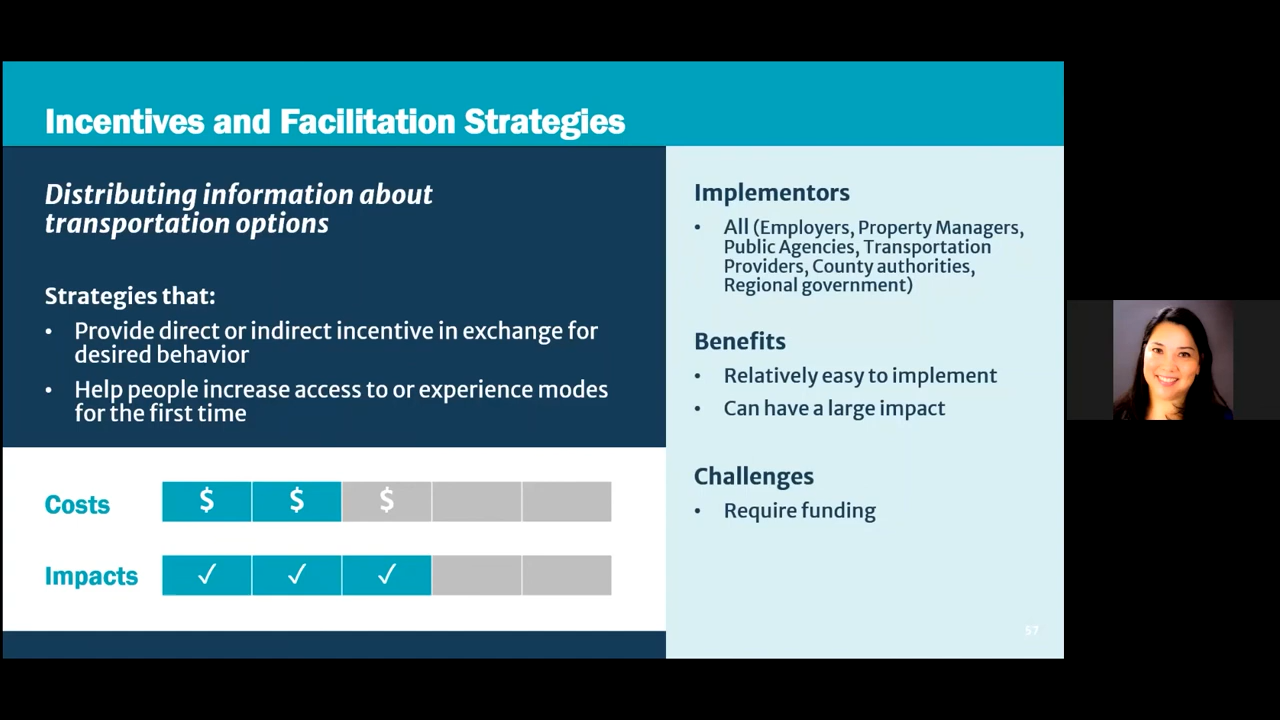 Incentives and Facilitation Strategies
Distributing information about
transportation options
Strategies that:
• Provide direct or indirect incentive in exchange for
desired behavior
• Help people increase access to or experience modes
for the first time
Costs $ $ $
Impacts ✓ ✓ ✓
Implementors
• All (Employers, Property Managers,
Public Agencies, Transportation
Providers, County authorities,
Regional government)
Benefits
• Relatively easy to implement
• Can have a large impact
Challenges
• Require funding
57